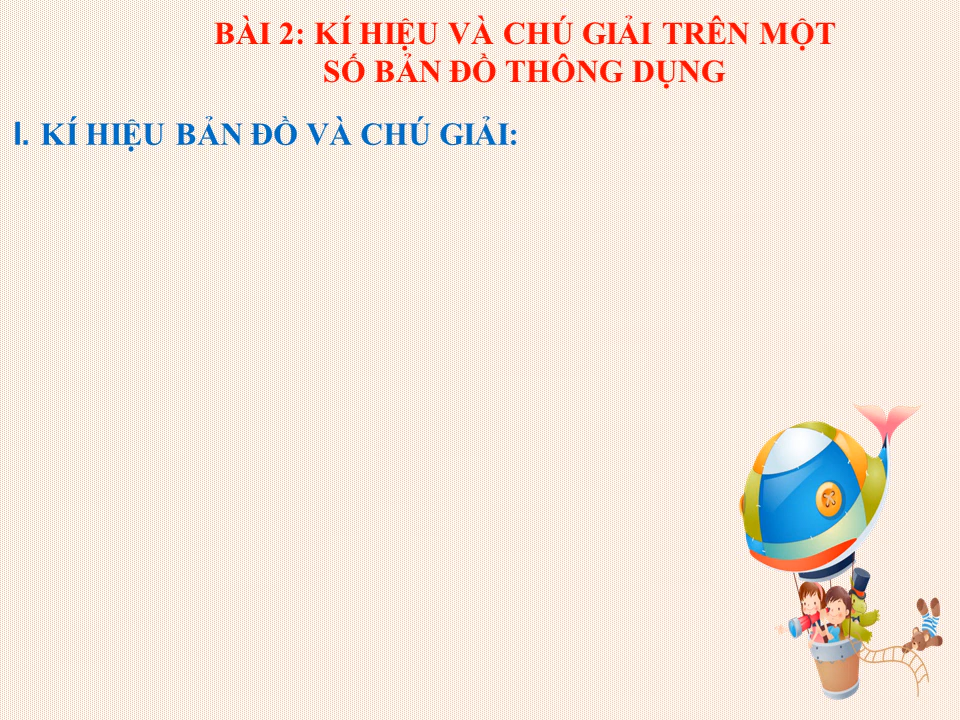 BÀI 2: KÍ HIỆU VÀ CHÚ GIẢI TRÊN MỘT
SỐ BẢN ĐỒ THÔNG DỤNG
I. KÍ HIỆU BẢN ĐỒ VÀ CHÚ GIẢI: